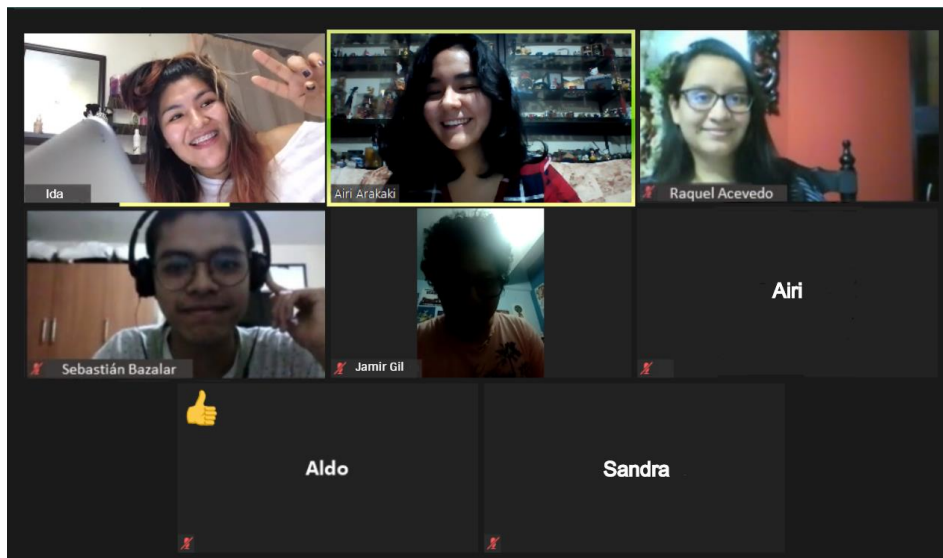 Ida
Airi Arakaki
Raquel Acevedo
Sebastián Bazalar
Jamir Gil
Airi
Aldo
Sandra